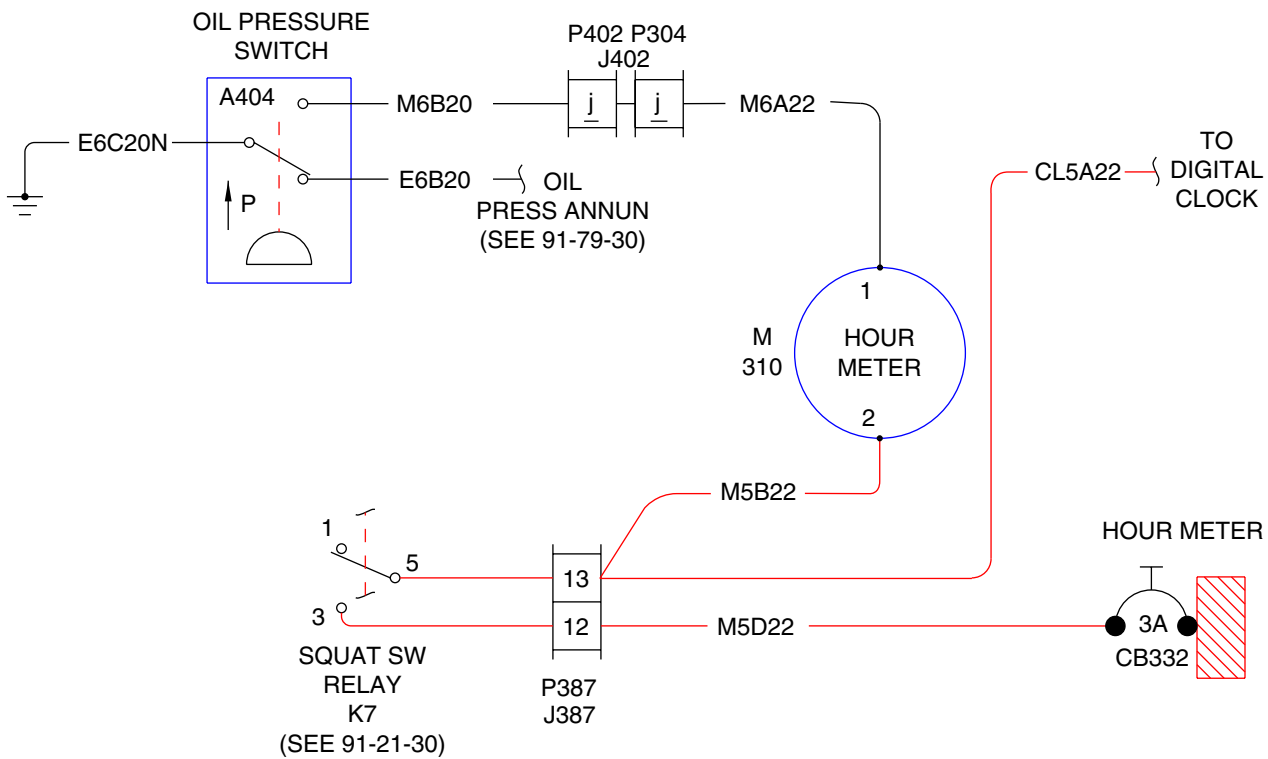 OIL PRESSURE
SWITCH
P402 P304
J402
A404
M6B20
j
j
M6A22
E6C20N
P
E6B20
OIL
PRESS ANNUN
(SEE 91-79-30)
CL5A22
TO
DIGITAL
CLOCK
1
M
310
HOUR
METER
2
M5B22
1
5
3
13
12
M5D22
HOUR METER
3A
CB332
SQUAT SW
RELAY
K7
(SEE 91-21-30)
P387
J387